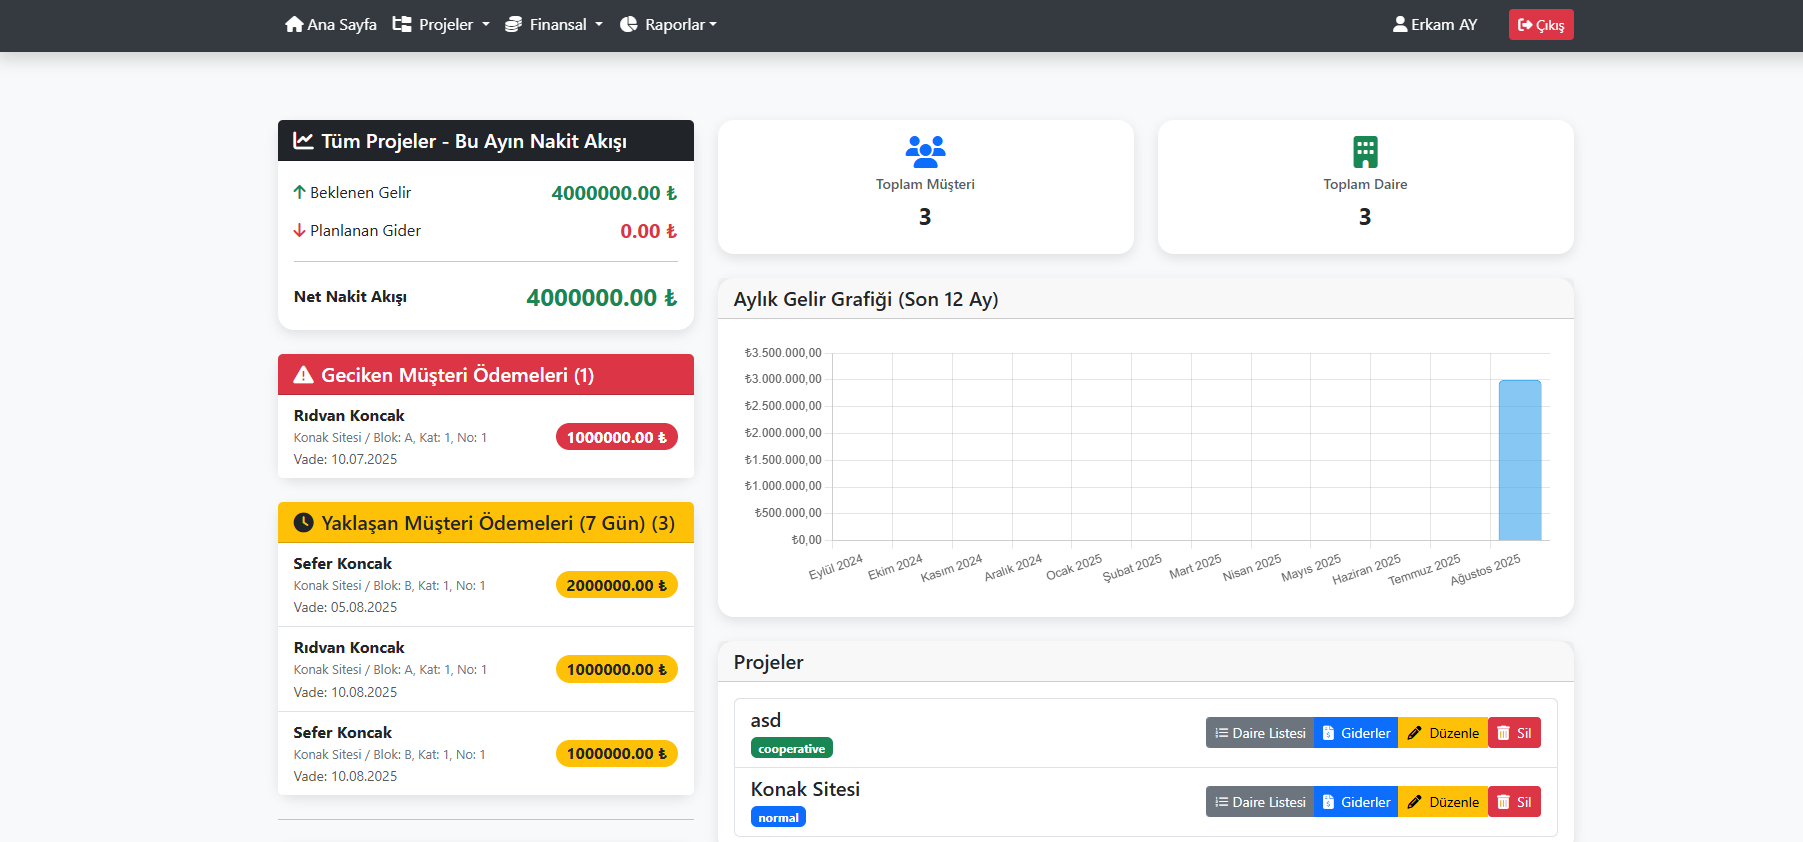 Ana Sayfa Projeler Finansal Raporlar Erkam AY Çıkış
Tüm Projeler - Bu Ayın Nakit Akışı
Beklenen Gelir 4000000.00 ₺
Planlanan Gider 0.00 ₺
Net Nakit Akışı 4000000.00 ₺
Geciken Müşteri Ödemeleri (1)
Rıdvan Koncak
Konak Sitesi / Blok: A, Kat: 1, No: 1
Vade: 10.07.2025
1000000.00 ₺
Yaklaşan Müşteri Ödemeleri (7 Gün) (3)
Sefer Koncak
Konak Sitesi / Blok: B, Kat: 1, No: 1
Vade: 05.08.2025
2000000.00 ₺
Rıdvan Koncak
Konak Sitesi / Blok: A, Kat: 1, No: 1
Vade: 10.08.2025
1000000.00 ₺
Sefer Koncak
Konak Sitesi / Blok: B, Kat: 1, No: 1
Vade: 10.08.2025
1000000.00 ₺
Toplam Müşteri
3
Toplam Daire
3
Aylık Gelir Grafiği (Son 12 Ay)
₺3.500.000,00
₺3.000.000,00
₺2.500.000,00
₺2.000.000,00
₺1.500.000,00
₺1.000.000,00
₺500.000,00
₺0,00
Eylül 2024
Ekim 2024
Kasım 2024
Aralık 2024
Ocak 2025
Şubat 2025
Mart 2025
Nisan 2025
Mayıs 2025
Haziran 2025
Temmuz 2025
Ağustos 2025
Projeler
asd
cooperative
Daire Listesi Giderler Düzenle Sil
Konak Sitesi
normal
Daire Listesi Giderler Düzenle Sil